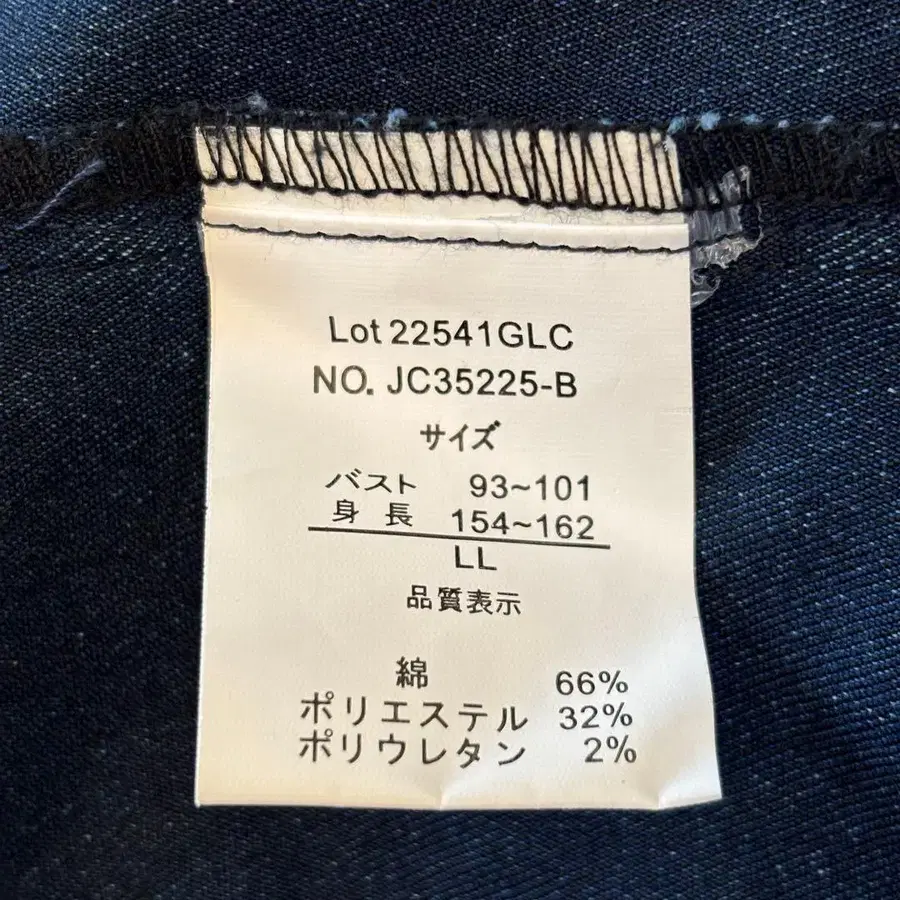 Lot 22541GLC
NO. JC35225-B
サイズ
バスト 93~101
身長 154~162
LL
品質表示
綿 66%
ポリエステル 32%
ポリウレタン 2%